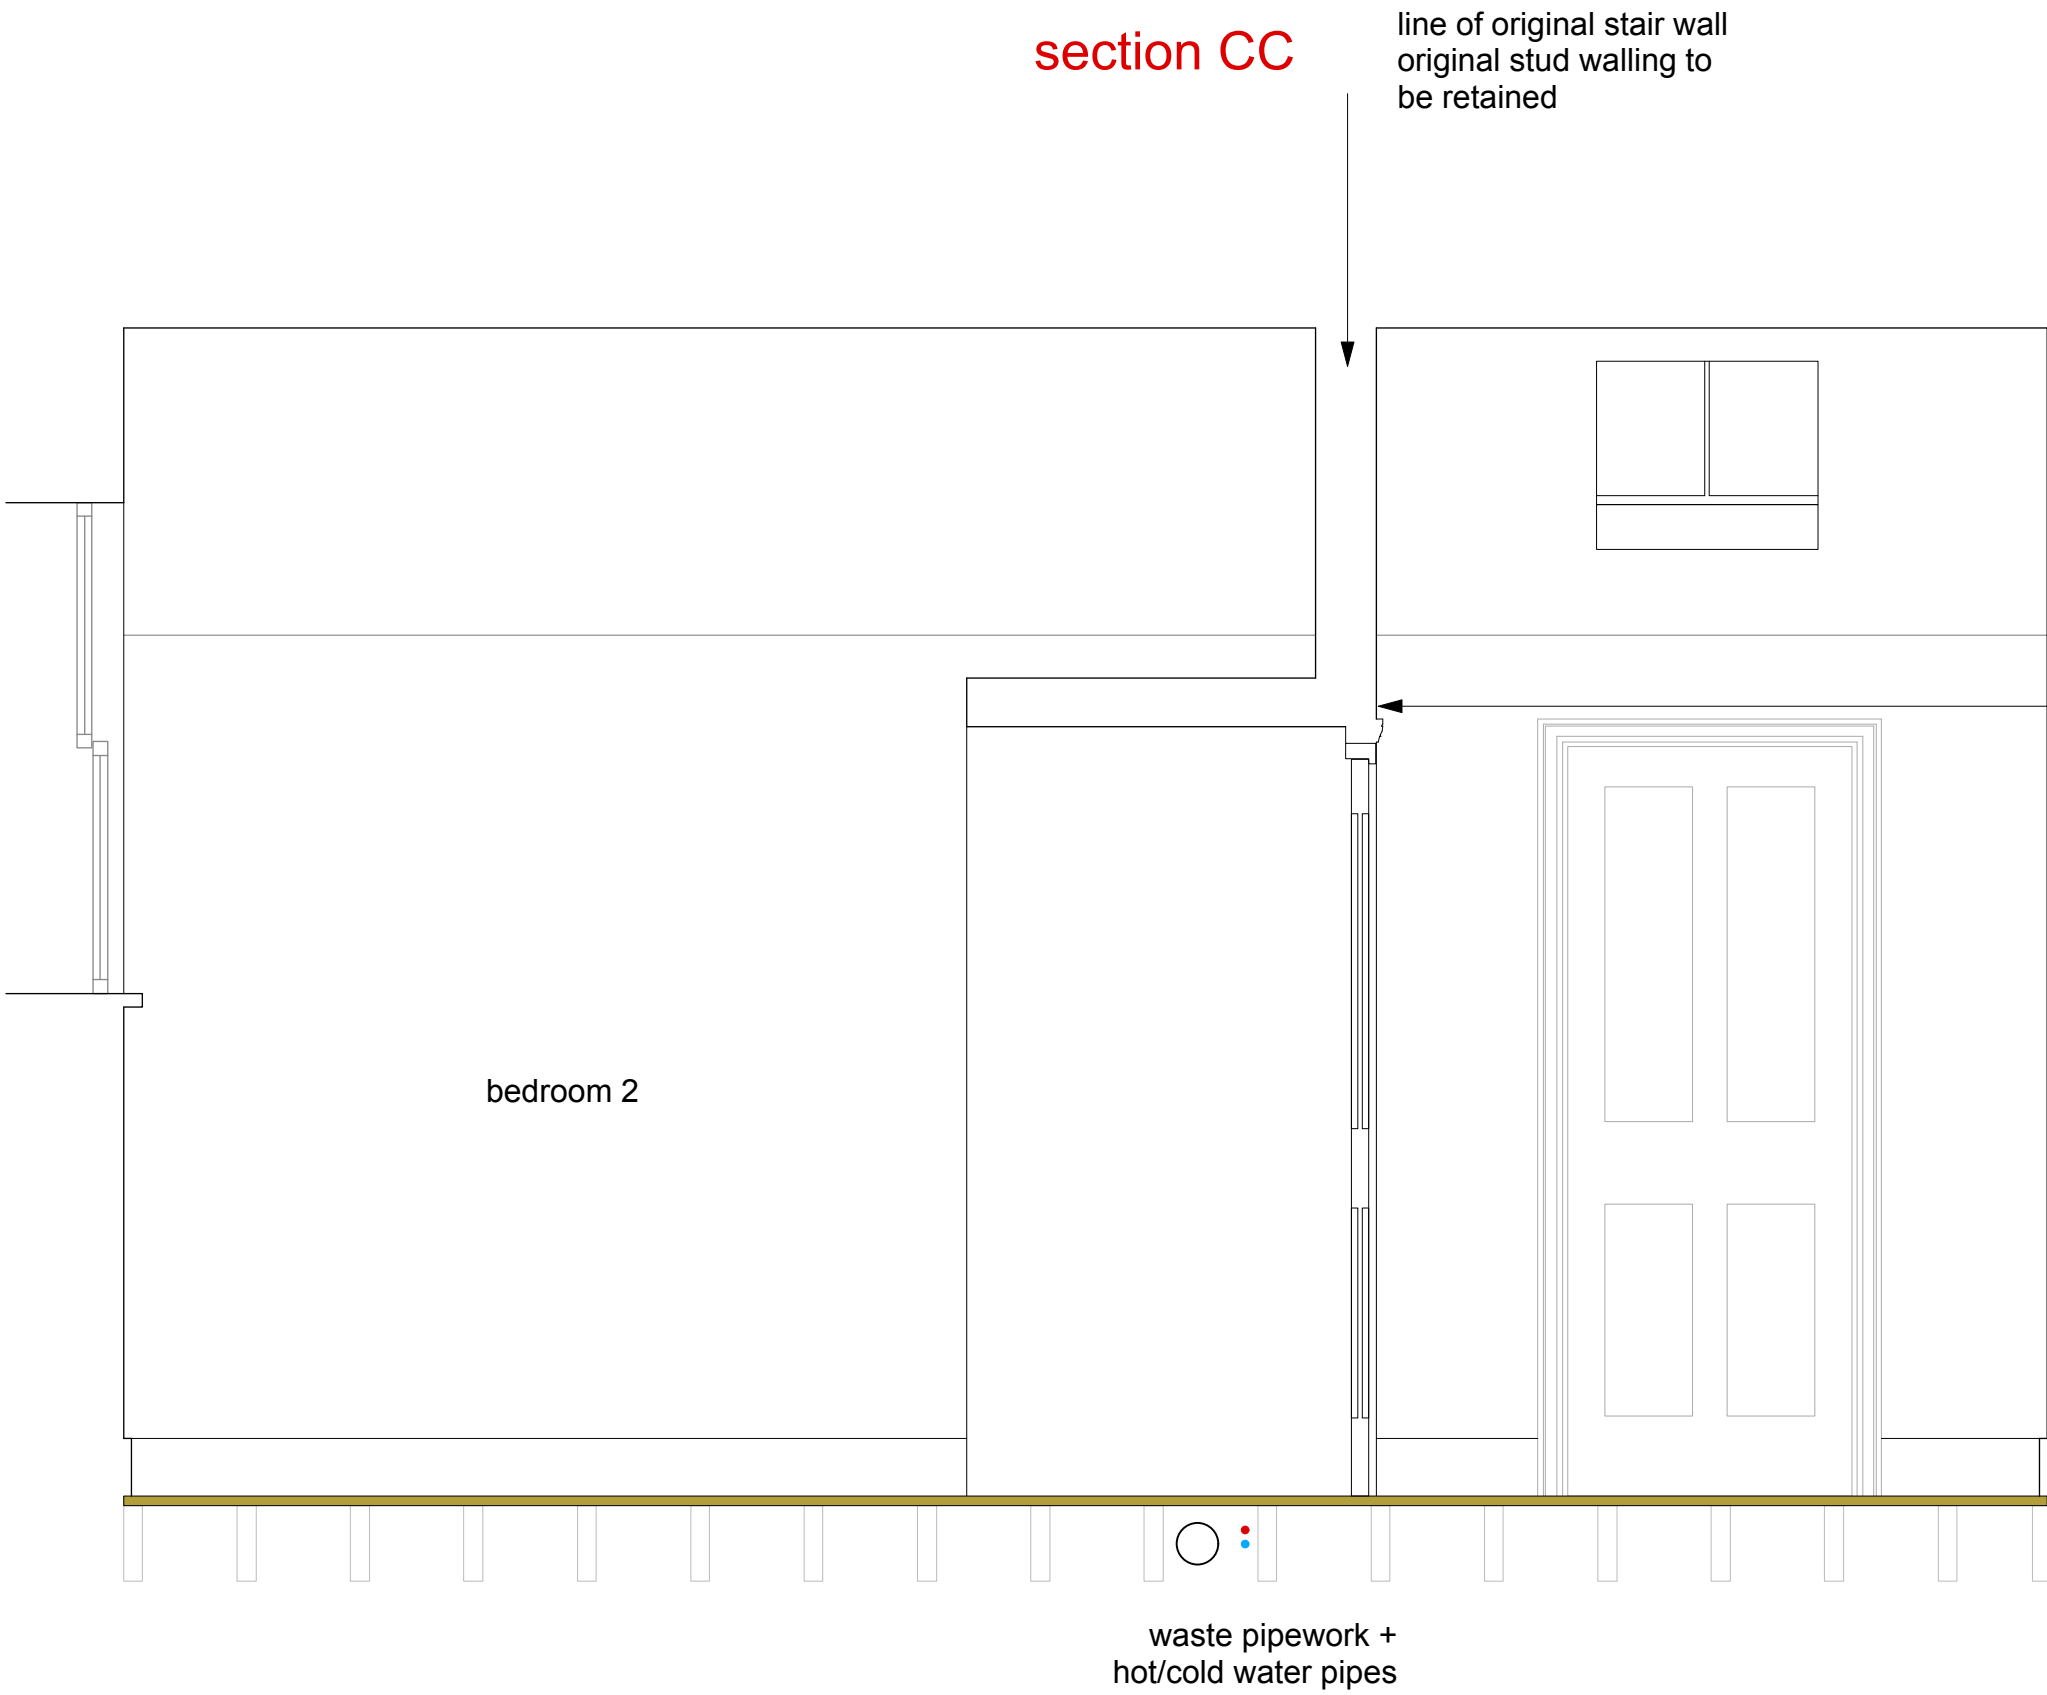 section CC
line of original stair wall
original stud walling to
be retained
bedroom 2
waste pipework +
hot/cold water pipes